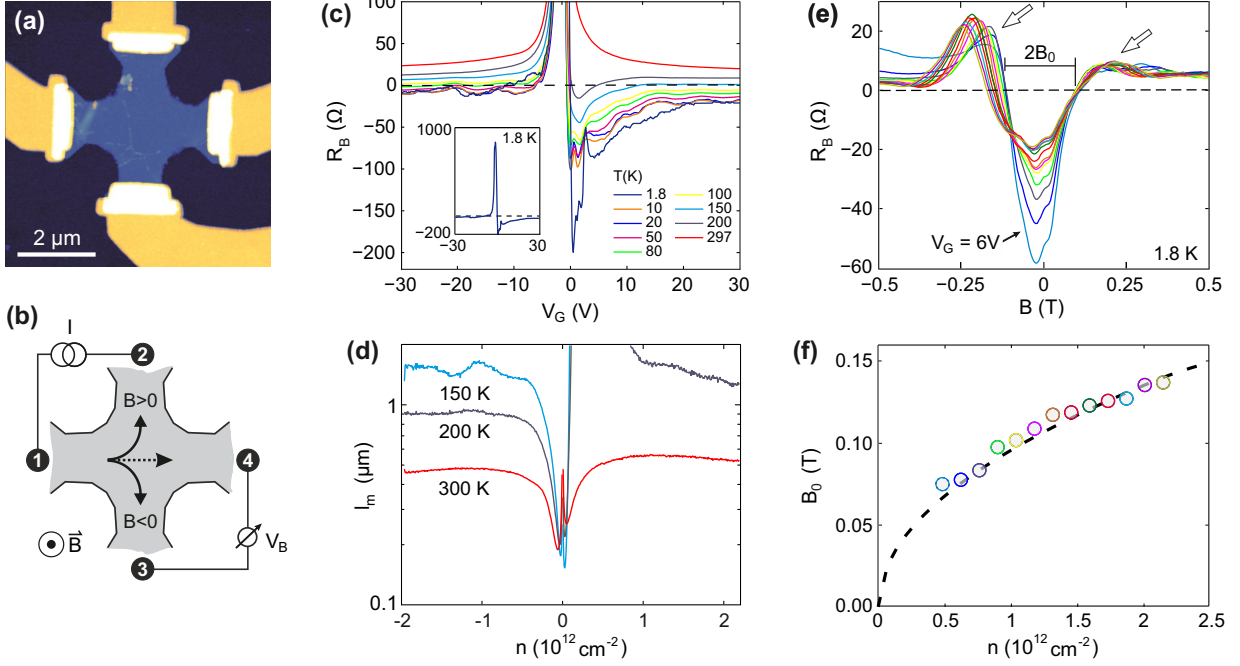 (a)
2 µm
(b)
I
2
B>0
1
4
B<0
B
V_B
3
(c)
100
50
0
−50
−100
−150
−200
R_B (Ω)
1000
1.8 K
−200
−30
30
T(K)
1.8
10
20
50
80
100
150
200
297
−30
−20
−10
0
10
20
30
V_G (V)
(d)
1
0.1
l_m (µm)
150 K
200 K
300 K
-2
-1
0
1
2
n (10^12 cm^-2)
(e)
20
0
−20
−40
−60
R_B (Ω)
2B_0
V_G = 6V
1.8 K
−0.5
−0.25
0
0.25
0.5
B (T)
(f)
0.15
0.10
0.05
0.00
B_0 (T)
0
0.5
1.0
1.5
2.0
2.5
n (10^12 cm^-2)